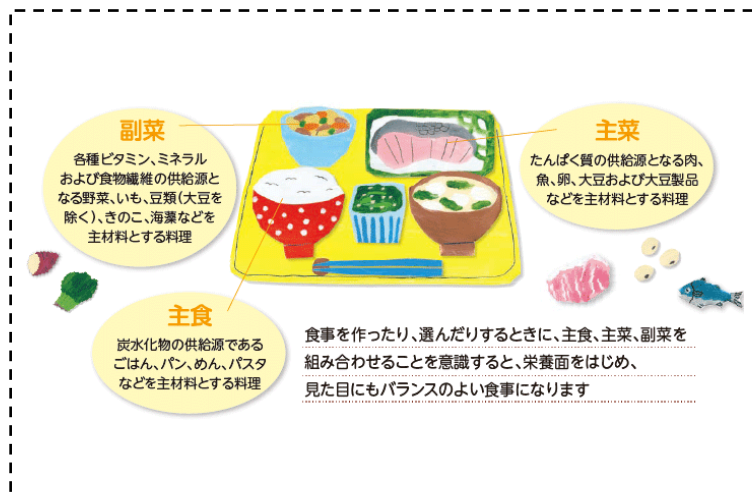 副菜
各種ビタミン、ミネラル
および食物繊維の供給源と
なる野菜、いも、豆類(大豆を
除く)、きのこ、海藻などを
主材料とする料理
主菜
たんぱく質の供給源となる肉、
魚、卵、大豆および大豆製品
などを主材料とする料理
主食
炭水化物の供給源である
ごはん、パン、めん、パスタ
などを主材料とする料理
食事を作ったり、選んだりするときに、主食、主菜、副菜を
組み合わせることを意識すると、栄養面をはじめ、
見た目にもバランスのよい食事になります